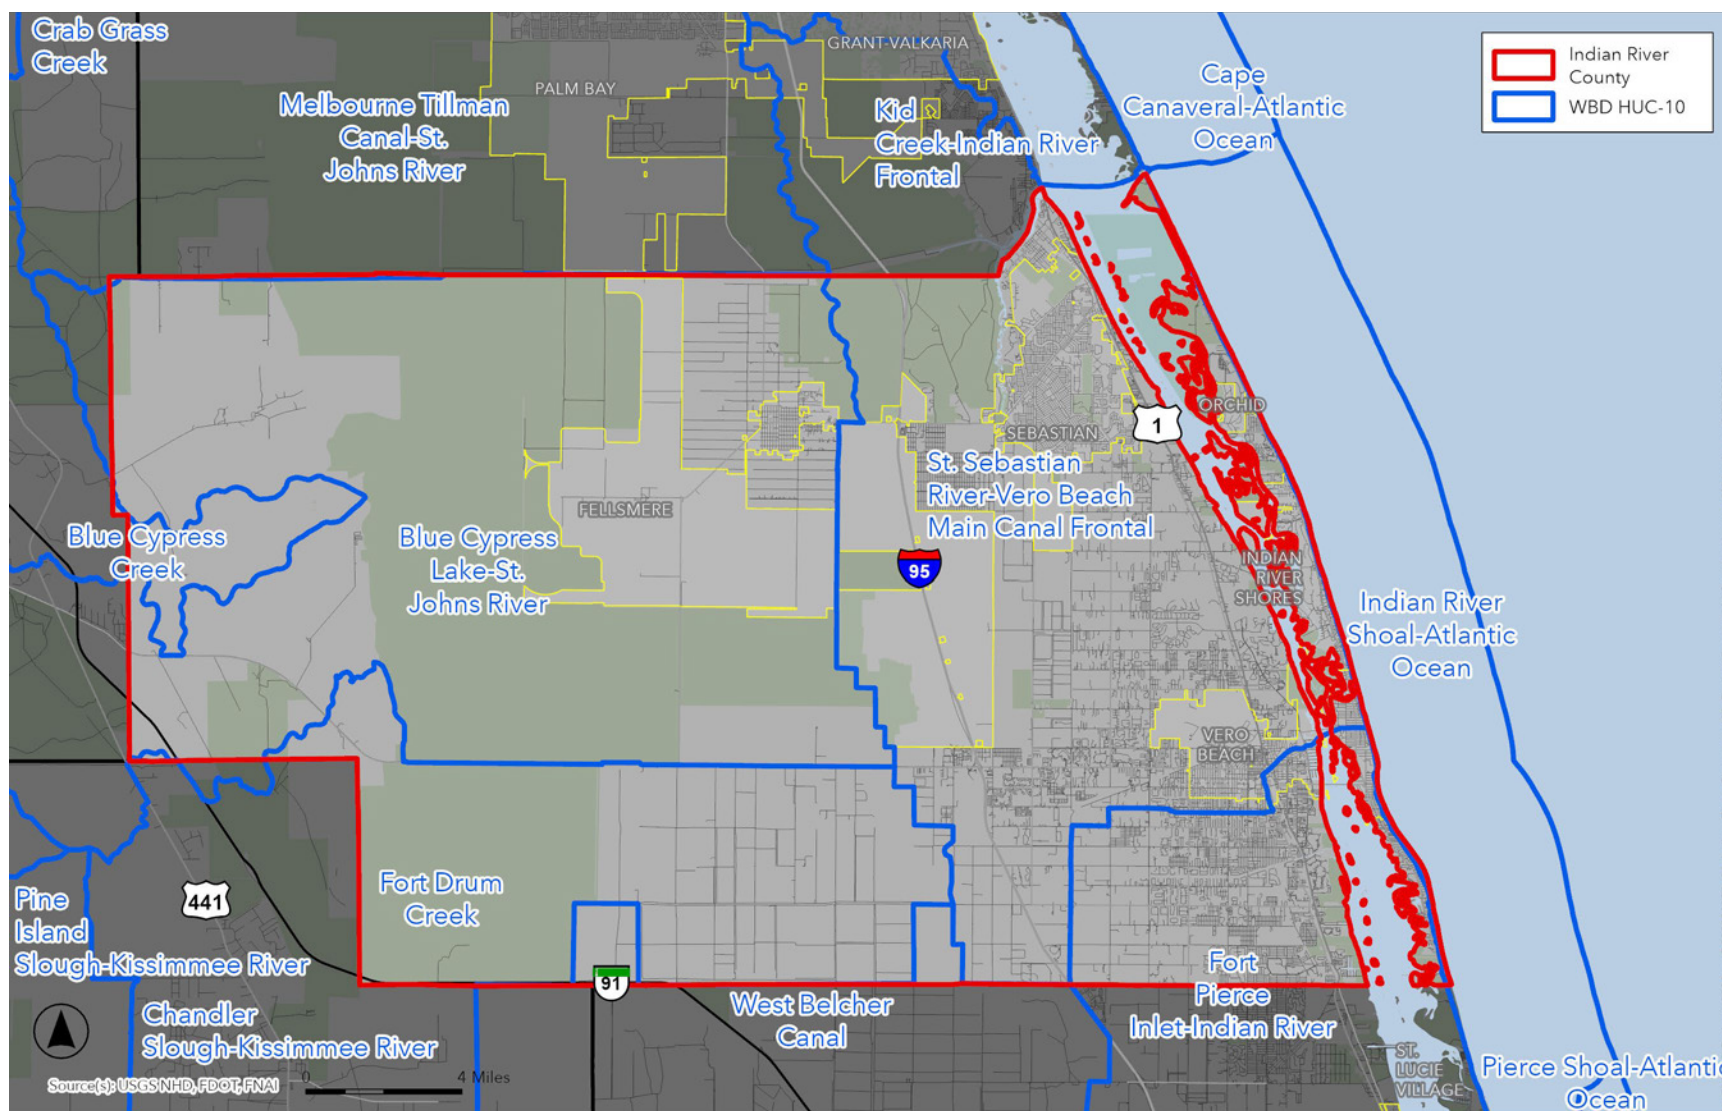 Crab Grass
Creek
GRANT-VALKARIA
PALM BAY
Melbourne Tillman
Canal-St.
Johns River
Kid
Creek-Indian River
Frontal
Cape
Canaveral-Atlantic
Ocean
Indian River
County
WBD HUC-10
ORCHID
1
SEBASTIAN
St. Sebastian
River-Vero Beach
Main Canal Frontal
FELLSMERE
Blue Cypress
Creek
Blue Cypress
Lake-St.
Johns River
95
INDIAN
RIVER
SHORES
Indian River
Shoal-Atlantic
Ocean
VERO
BEACH
441
Pine
Island
Slough-Kissimmee River
Fort Drum
Creek
91
Chandler
Slough-Kissimmee River
West Belcher
Canal
Fort
Pierce
Inlet-Indian River
ST.
LUCIE
VILLAGE
Pierce Shoal-Atlantic
Ocean
Source(s): USGS NHD, FDOT, FNAI
0 4 Miles